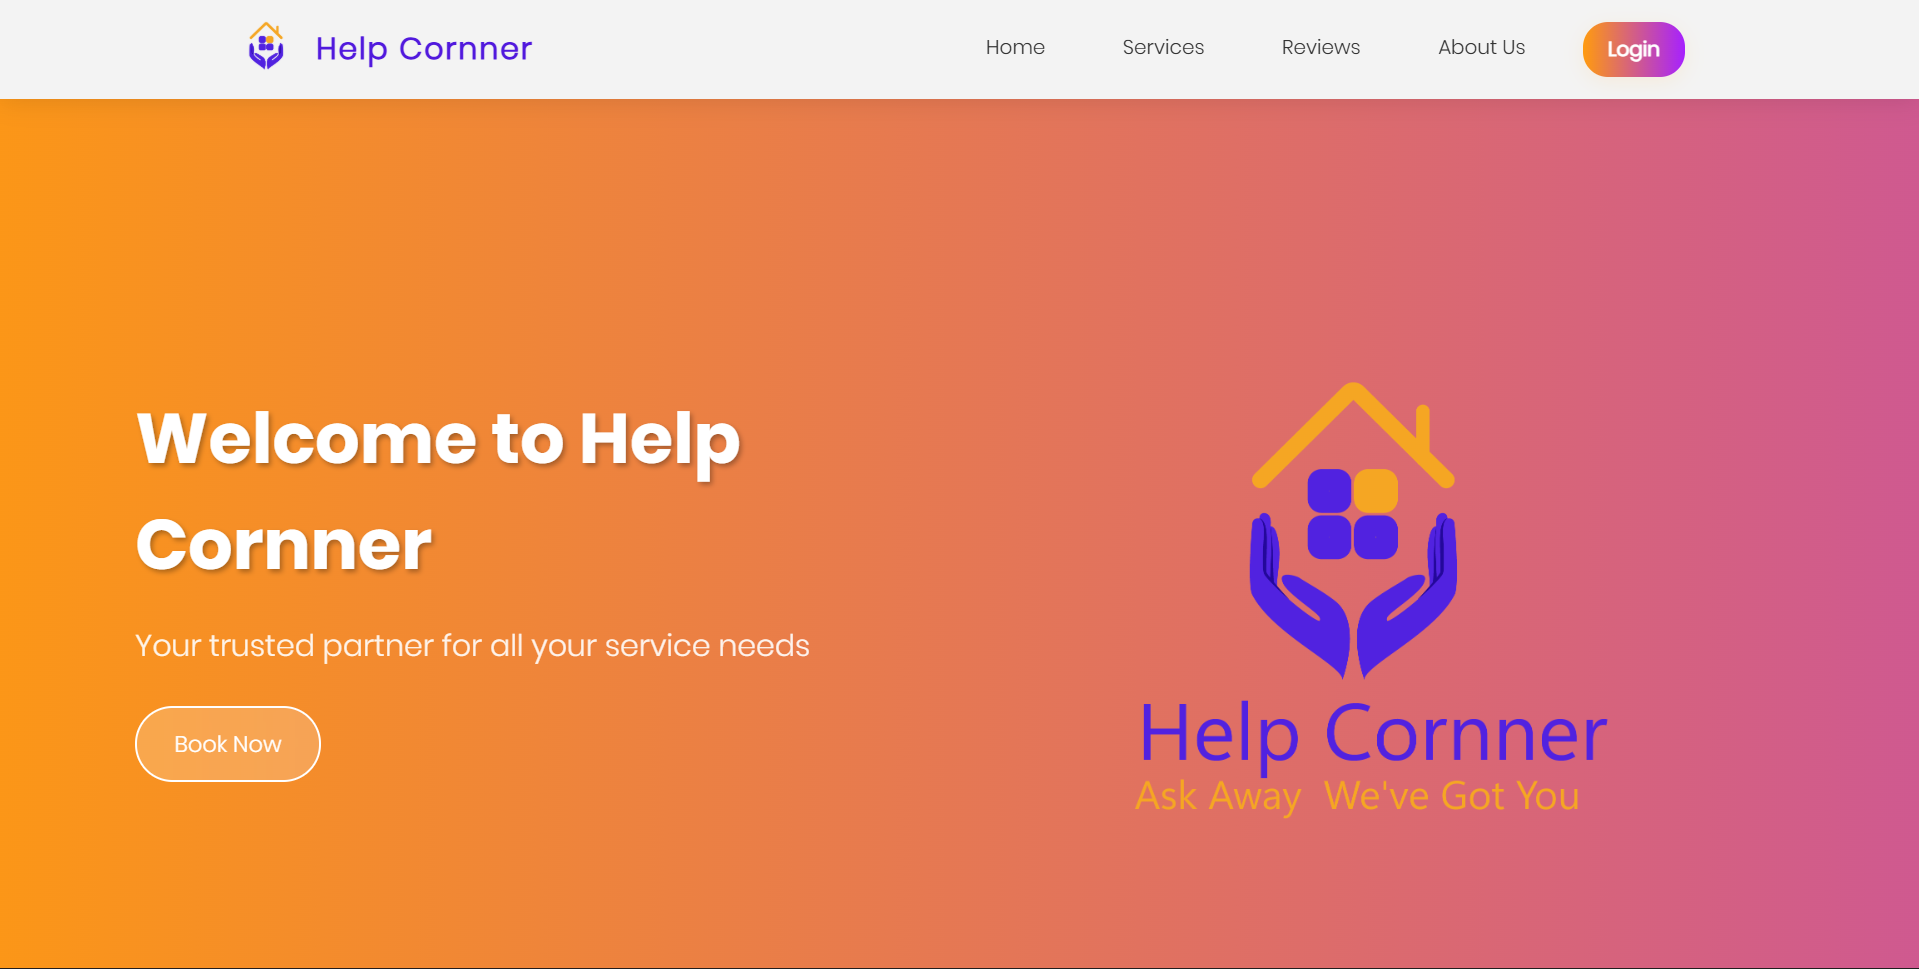 Help Cornner
Home
Services
Reviews
About Us
Login
Welcome to Help
Cornner
Your trusted partner for all your service needs
Book Now
Help Cornner
Ask Away We've Got You